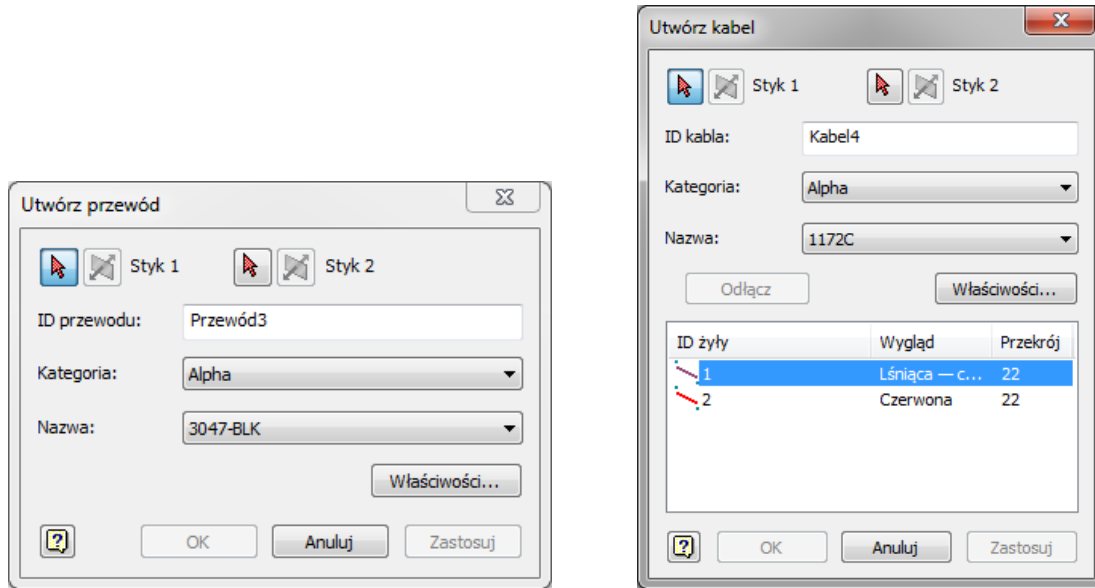 Utwórz przewód
Styk 1 Styk 2
ID przewodu: Przewód3
Kategoria: Alpha
Nazwa: 3047-BLK
Właściwości...
OK Anuluj Zastosuj
Utwórz kabel
Styk 1 Styk 2
ID kabla: Kabel4
Kategoria: Alpha
Nazwa: 1172C
Odłącz Właściwości...
ID żyły Wygląd Przekrój
1 Lśniąca — c... 22
2 Czerwona 22
OK Anuluj Zastosuj